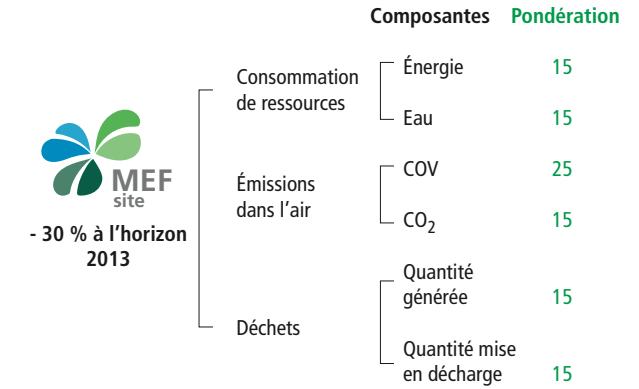 Composantes Pondération
Consommation
de ressources
Énergie 15
Eau 15
Émissions
dans l'air
COV 25
CO₂ 15
MEF
site
- 30 % à l'horizon
2013
Déchets
Quantité
générée 15
Quantité mise
en décharge 15